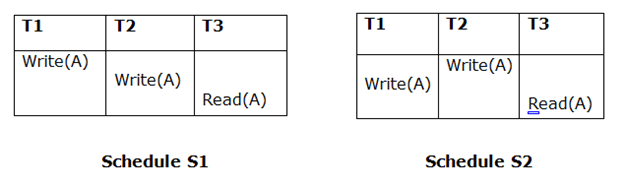 T1 T2 T3
Write(A)
Write(A)
Read(A)
Schedule S1
T1 T2 T3
Write(A)
Write(A)
Read(A)
Schedule S2